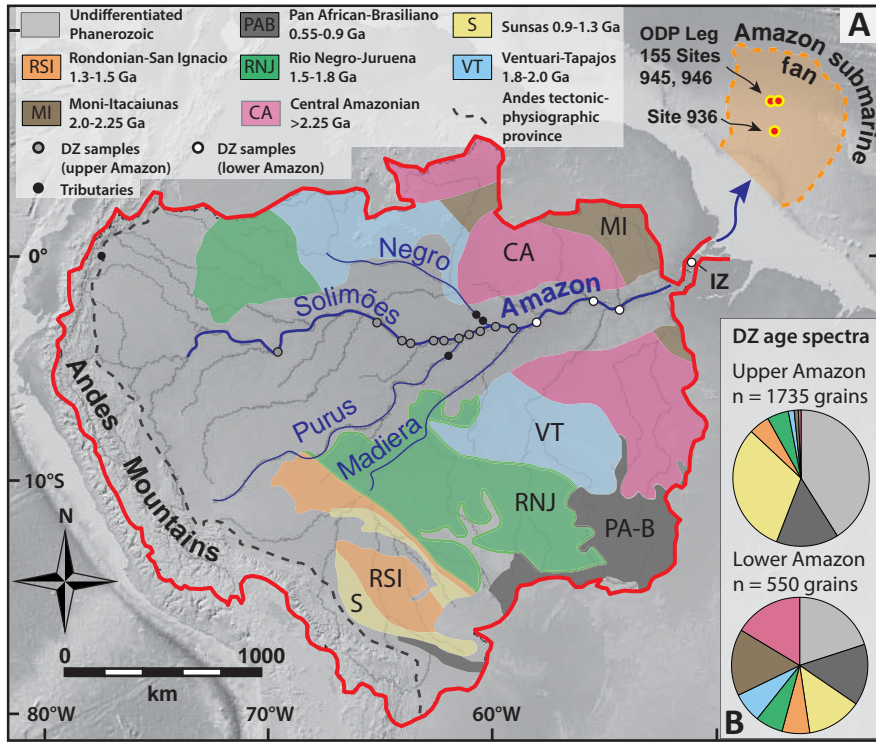 Undifferentiated
Phanerozoic
PAB
Pan African-Brasiliano
0.55-0.9 Ga
S
Sunsas 0.9-1.3 Ga
RSI
Rondonian-San Ignacio
1.3-1.5 Ga
RNJ
Rio Negro-Juruena
1.5-1.8 Ga
VT
Ventuari-Tapajos
1.8-2.0 Ga
MI
Moni-Itacaiunas
2.0-2.25 Ga
CA
Central Amazonian
>2.25 Ga
Andes tectonic-
physiographic
province
DZ samples
(upper Amazon)
DZ samples
(lower Amazon)
Tributaries
A
ODP Leg
155 Sites
945, 946
Site 936
Amazon submarine
fan
0°
10°S
80°W
70°W
60°W
Negro
Solimões
Amazon
Purus
Madiera
Andes
Mountains
CA
MI
IZ
VT
RNJ
PA-B
RSI
S
N
0
1000
km
DZ age spectra
Upper Amazon
n = 1735 grains
Lower Amazon
n = 550 grains
B